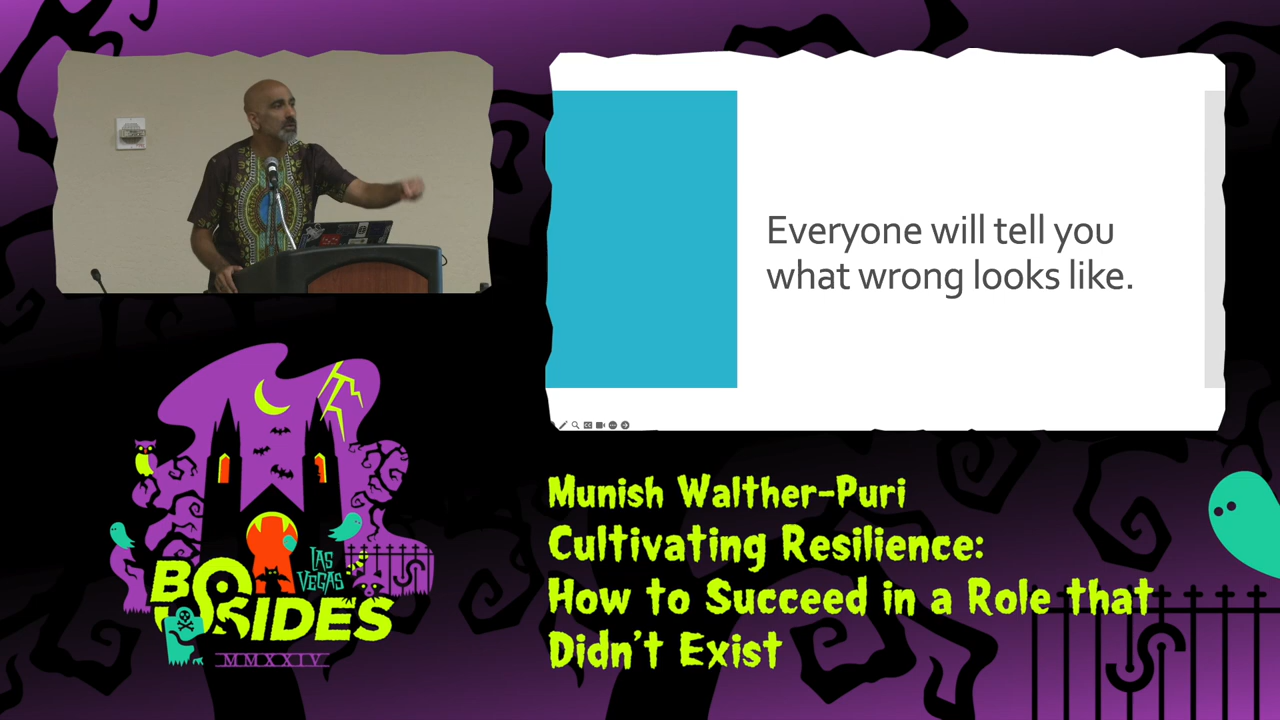 Everyone will tell you
what wrong looks like.
Munish Walther-Puri
Cultivating Resilience:
How to Succeed in a Role that
Didn't Exist
LAS
VEGAS
BSIDES
MMXXIV